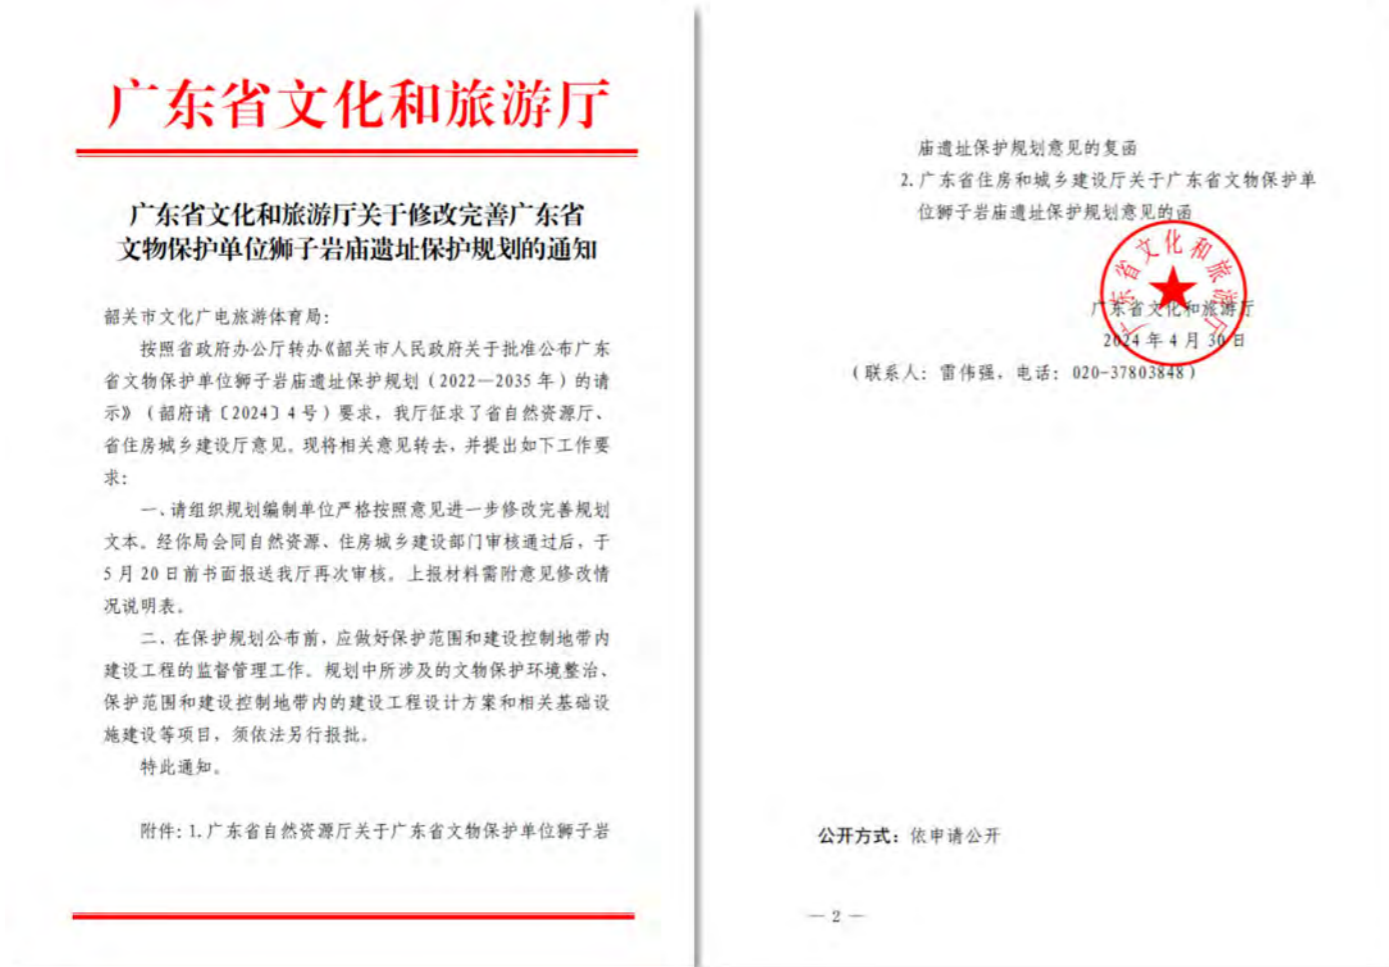 广东省文化和旅游厅
广东省文化和旅游厅关于修改完善广东省
文物保护单位狮子岩庙遗址保护规划的通知
韶关市文化广电旅游体育局：
按照省政府办公厅转办《韶关市人民政府关于批准公布广东
省文物保护单位狮子岩庙遗址保护规划（2022—2035年）的请
示》（韶府请〔2024〕4号）要求，我厅征求了省自然资源厅、
省住房城乡建设厅意见。现将相关意见转去，并提出如下工作要
求：
一、请组织规划编制单位严格按照意见进一步修改完善规划
文本。经你局会同自然资源、住房城乡建设部门审核通过后，于
5月20日前书面报送我厅再次审核。上报材料需附意见修改情
况说明表。
二、在保护规划公布前，应做好保护范围和建设控制地带内
建设工程的监督管理工作。规划中所涉及的文物保护环境整治、
保护范围和建设控制地带内的建设工程设计方案和相关基础设
施建设等项目，须依法另行报批。
特此通知。
附件：1.广东省自然资源厅关于广东省文物保护单位狮子岩
庙遗址保护规划意见的复函
2.广东省住房和城乡建设厅关于广东省文物保护单
位狮子岩庙遗址保护规划意见的函
广东省文化和旅游厅
广东省文化和旅游厅
2024年4月30日
（联系人：雷伟强，电话：020-37803848）
公开方式：依申请公开
— 2 —